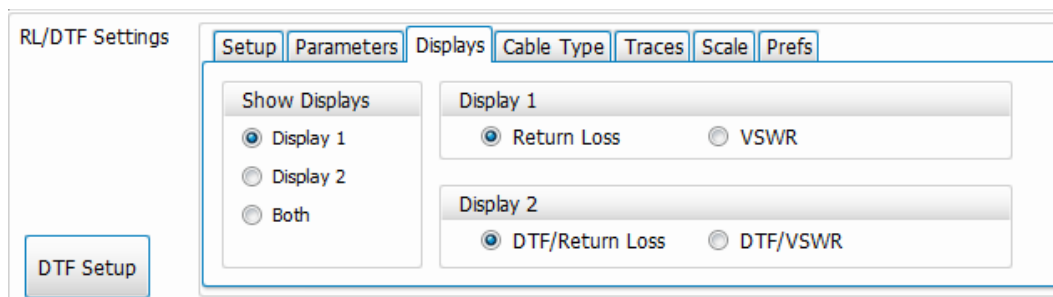 RL/DTF Settings
Setup Parameters Displays Cable Type Traces Scale Prefs
Show Displays
Display 1
Display 2
Both
Display 1
Return Loss VSWR
Display 2
DTF/Return Loss DTF/VSWR
DTF Setup